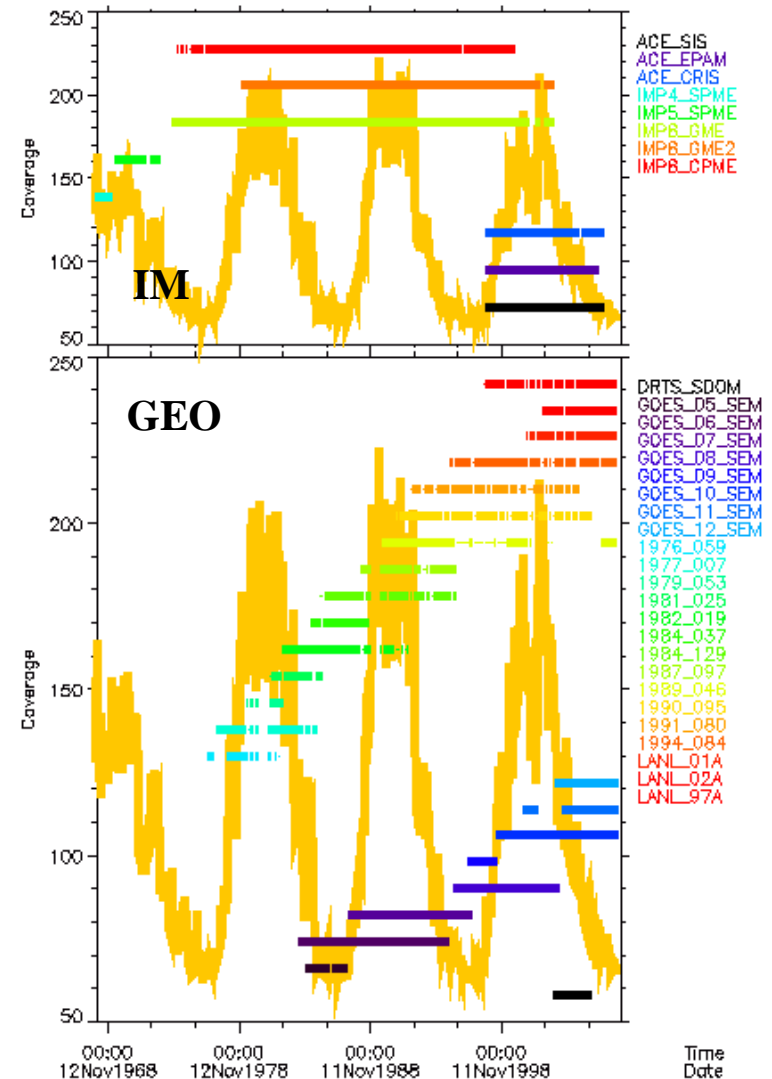 250
200
150
100
50
Coverage
IM
ACE_SIS
ACE_EPAM
ACE_CRIS
IMP4_SPME
IMP5_SPME
IMP8_GME
IMP8_GME2
IMP8_CPME
250
200
150
100
50
Coverage
GEO
DRTS_SDOM
GOES_05_SEM
GOES_06_SEM
GOES_07_SEM
GOES_08_SEM
GOES_09_SEM
GOES_10_SEM
GOES_11_SEM
GOES_12_SEM
1976_059
1977_007
1979_053
1981_025
1982_019
1984_037
1984_129
1987_097
1989_046
1990_095
1991_080
1994_084
LANL_01A
LANL_02A
LANL_97A
00:00 00:00 00:00 00:00 Time
12Nov1968 12Nov1978 11Nov1988 11Nov1998 Date